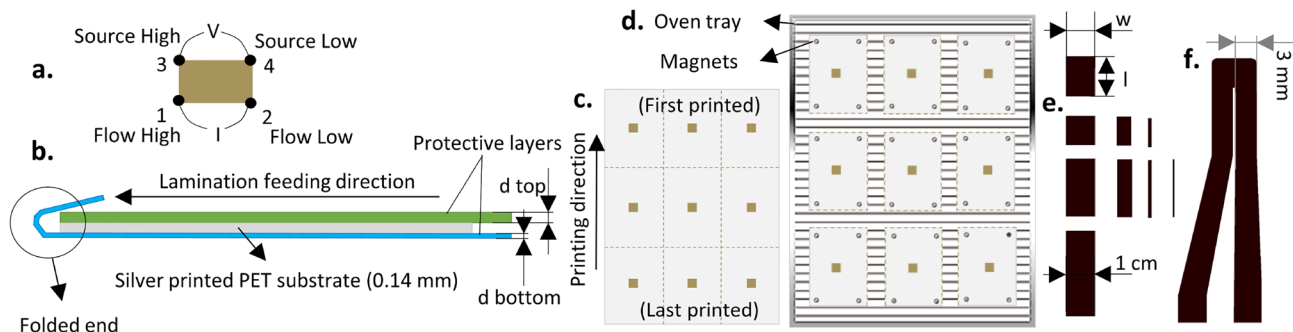 a.
Source High
V
Source Low
3
4
1
2
Flow High
I
Flow Low
b.
Protective layers
Lamination feeding direction
d top
Silver printed PET substrate (0.14 mm)
d bottom
Folded end
c.
(First printed)
Printing direction
(Last printed)
d.
Oven tray
Magnets
e.
w
l
1 cm
f.
3 mm